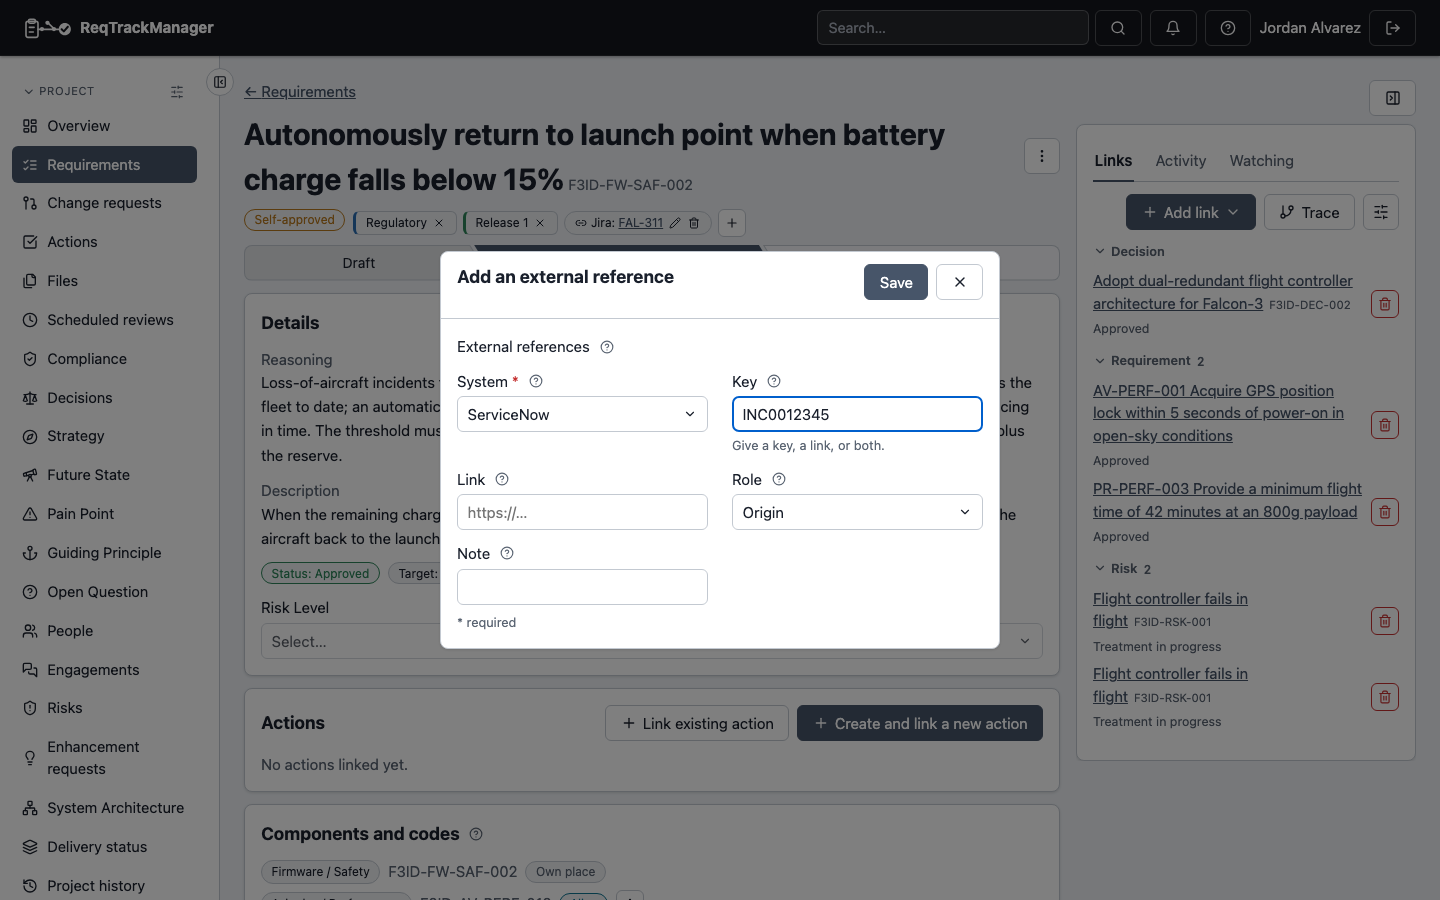 ReqTrackManager
Search...
Jordan Alvarez
PROJECT
Overview
Requirements
Change requests
Actions
Files
Scheduled reviews
Compliance
Decisions
Strategy
Future State
Pain Point
Guiding Principle
Open Question
People
Engagements
Risks
Enhancement
requests
System Architecture
Delivery status
Project history
← Requirements
Autonomously return to launch point when battery
charge falls below 15% F3ID-FW-SAF-002
Self-approved
Regulatory
Release 1
Jira: FAL-311
Draft
Details
Reasoning
Loss-of-aircraft incidents
s the
fleet to date; an automatic
cing
in time. The threshold mus
plus
the reserve.
Description
When the remaining charg
he
aircraft back to the launch
Status: Approved
Target:
Risk Level
Select...
Add an external reference
Save
External references
System *
Key
ServiceNow
INC0012345
Give a key, a link, or both.
Link
Role
https://...
Origin
Note
* required
Actions
+ Link existing action
+ Create and link a new action
No actions linked yet.
Components and codes
Firmware / Safety
F3ID-FW-SAF-002
Own place
Links
Activity
Watching
+ Add link
Trace
Decision
Adopt dual-redundant flight controller
architecture for Falcon-3 F3ID-DEC-002
Approved
Requirement 2
AV-PERF-001 Acquire GPS position
lock within 5 seconds of power-on in
open-sky conditions
Approved
PR-PERF-003 Provide a minimum flight
time of 42 minutes at an 800g payload
Approved
Risk 2
Flight controller fails in
flight F3ID-RSK-001
Treatment in progress
Flight controller fails in
flight F3ID-RSK-001
Treatment in progress